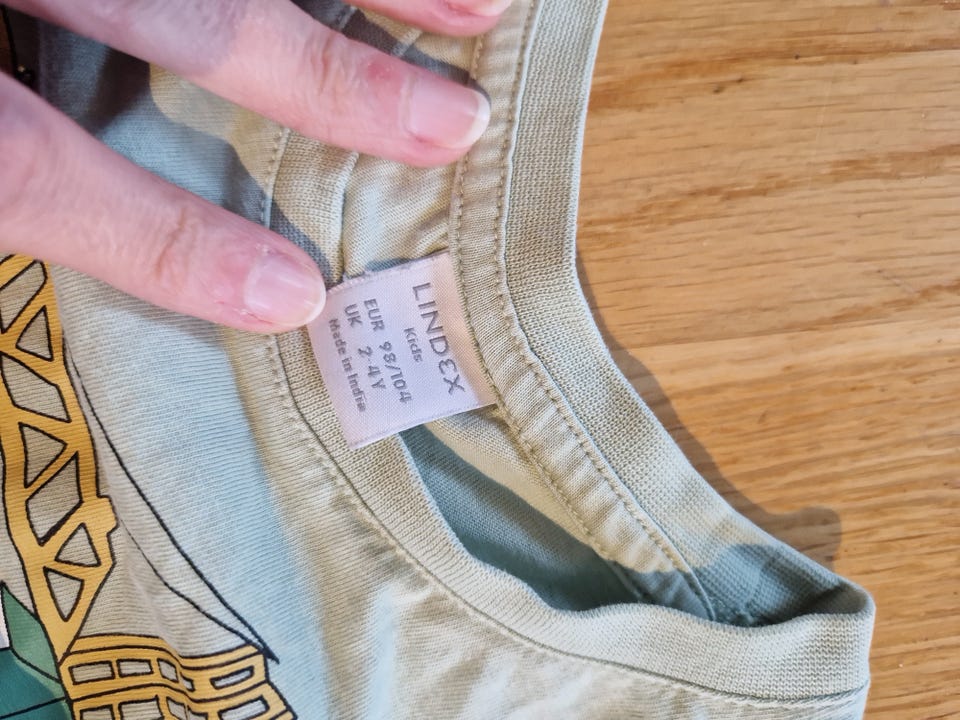 LINDEX
Kids
EUR 98/104
UK 2-4Y
Made in India